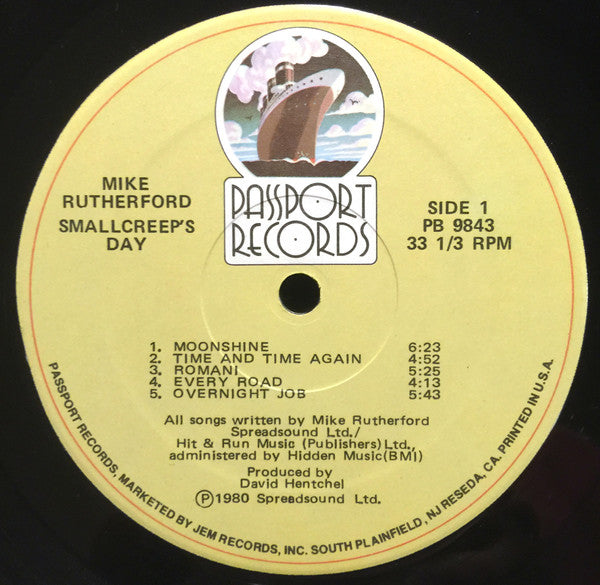 PASSPORT
RECORDS
MIKE
RUTHERFORD
SMALLCREEP'S
DAY
SIDE 1
PB 9843
33 1/3 RPM
1. MOONSHINE 6:23
2. TIME AND TIME AGAIN 4:52
3. ROMANI 5:25
4. EVERY ROAD 4:13
5. OVERNIGHT JOB 5:43
All songs written by Mike Rutherford
Spreadsound Ltd./
Hit & Run Music (Publishers) Ltd.,
administered by Hidden Music (BMI)
Produced by
David Hentchel
Ⓟ1980 Spreadsound Ltd.
PASSPORT RECORDS, MARKETED BY JEM RECORDS, INC. SOUTH PLAINFIELD, NJ RESEDA, CA. PRINTED IN U.S.A.